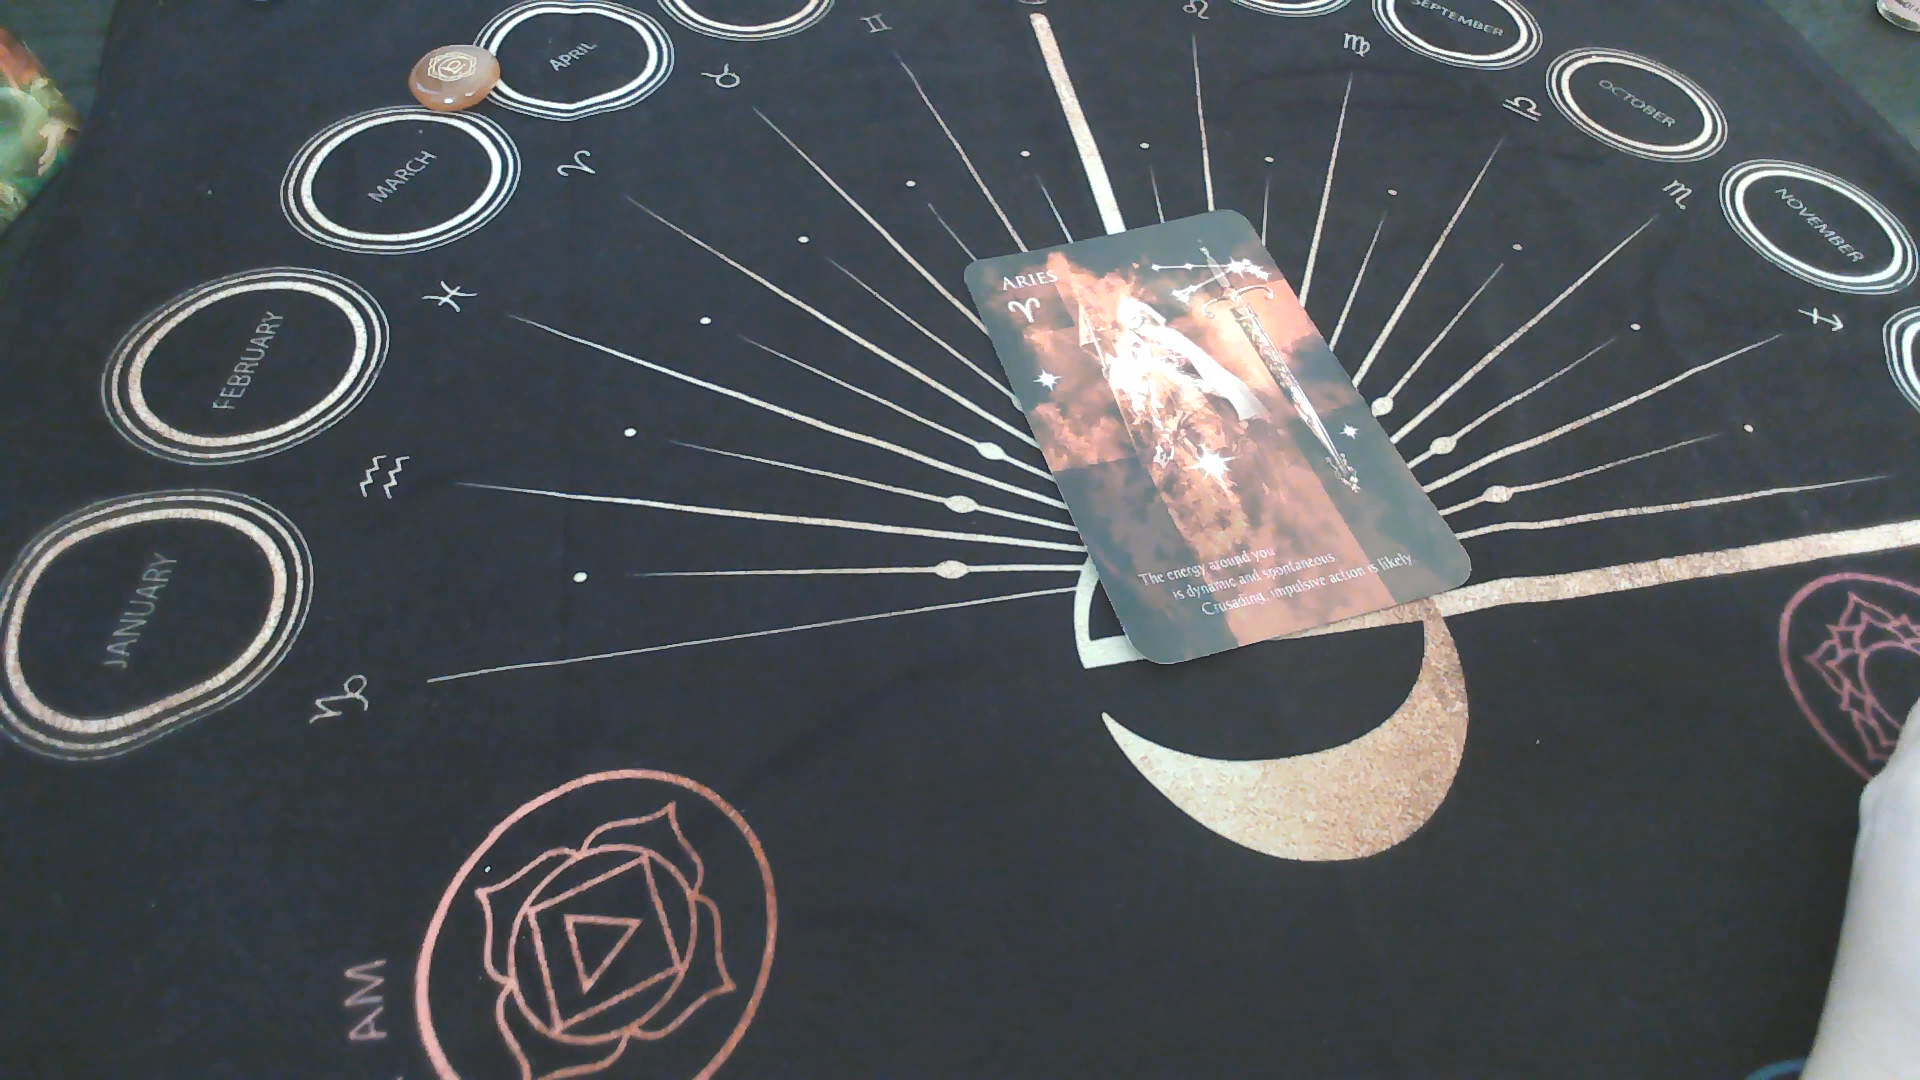 SEPTEMBER
APRIL
OCTOBER
MARCH
NOVEMBER
FEBRUARY
JANUARY
ARIES
The energy around you
is dynamic and spontaneous
Crusading, impulsive action is likely
AM